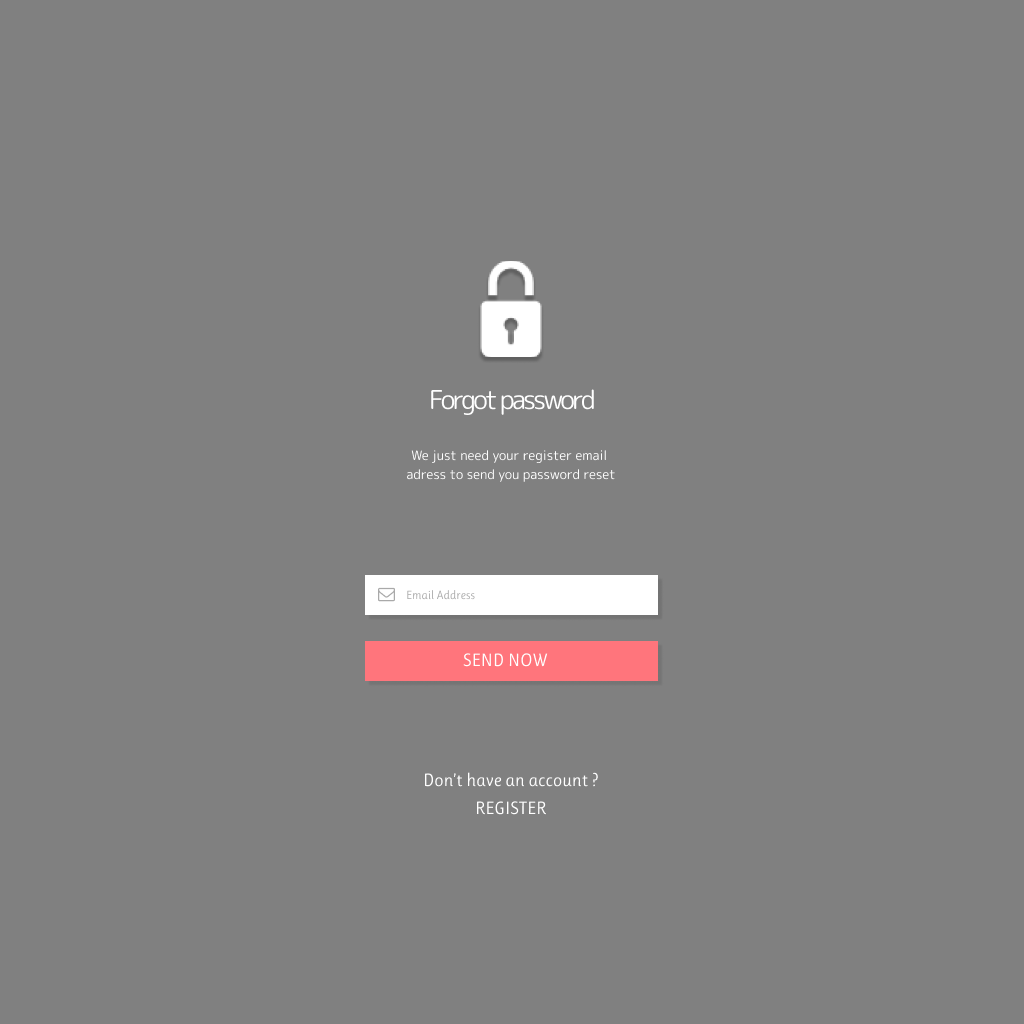 Forgot password
We just need your register email
adress to send you password reset
Email Address
SEND NOW
Don't have an account ?
REGISTER